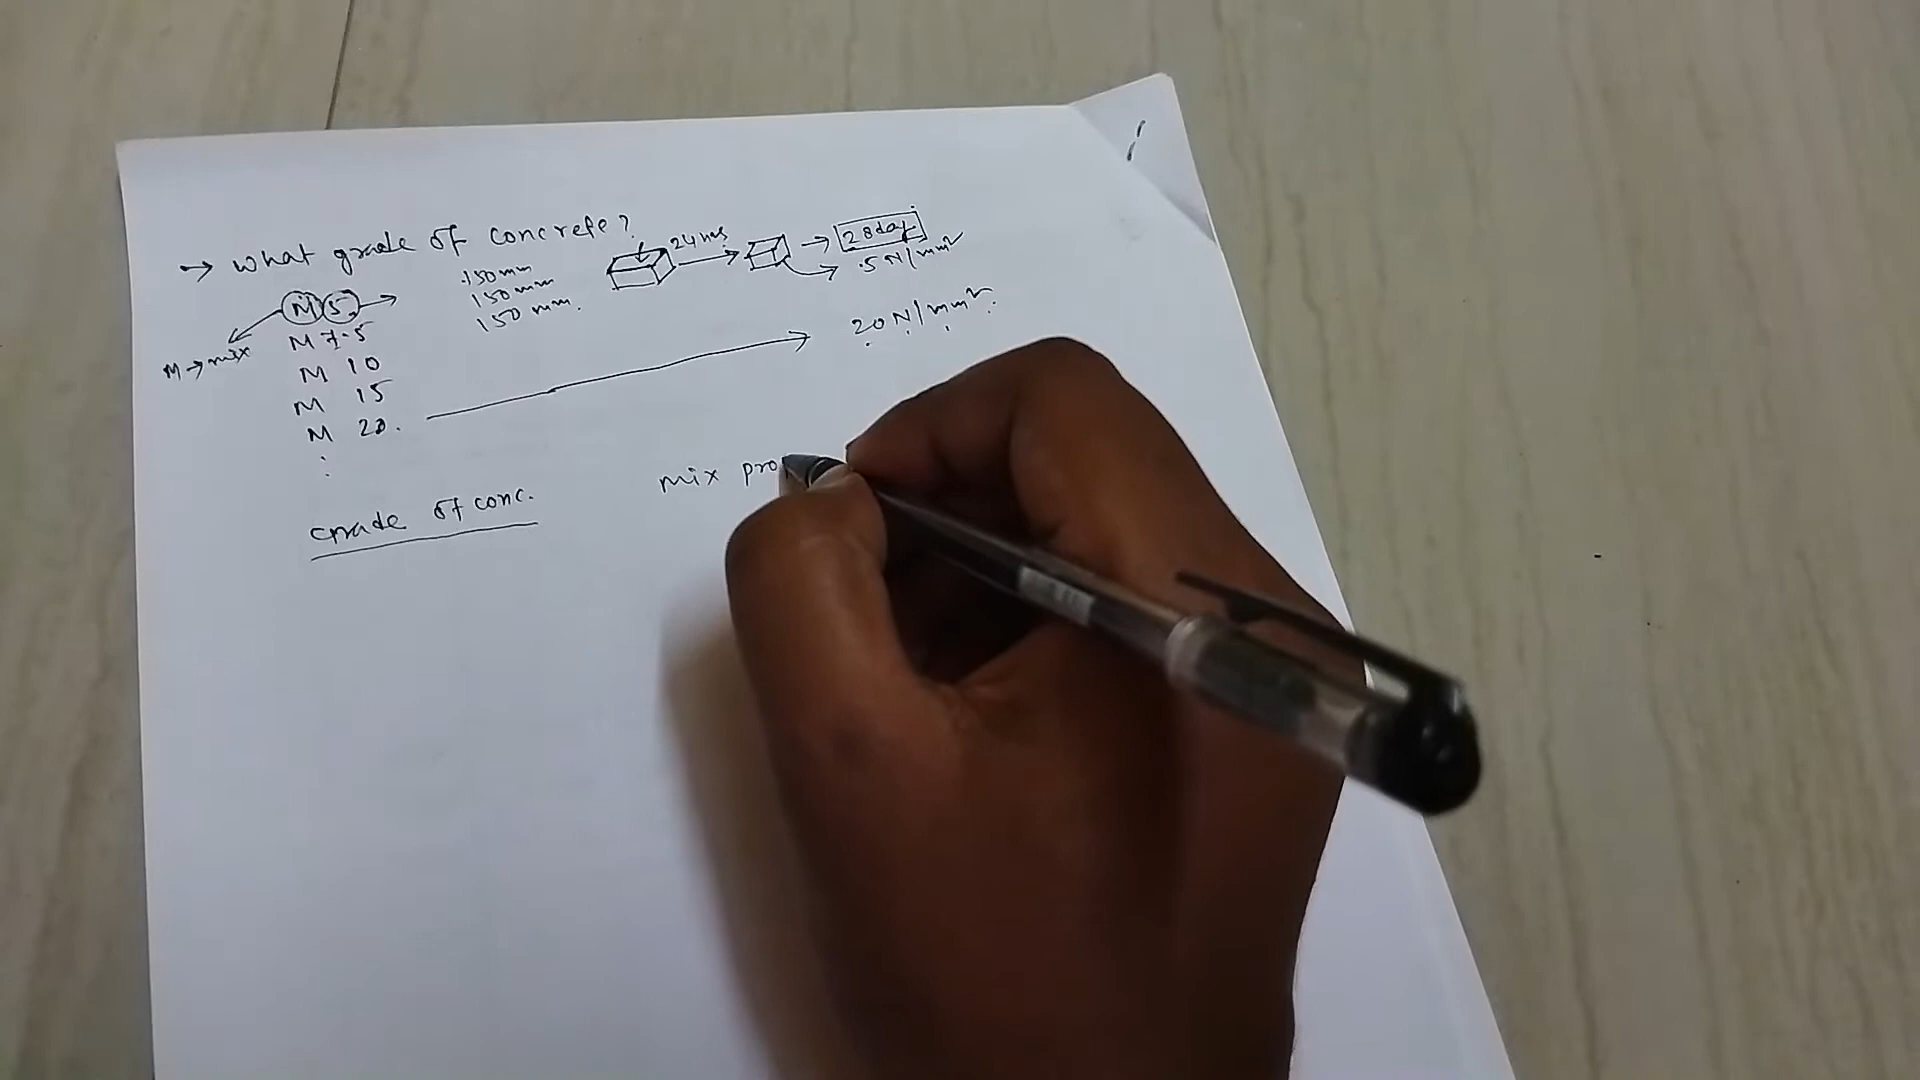 → What grade of concrete?
24 hrs
28 day
.5 N/mm²
150 mm
150 mm
150 mm.
M 5
M → mix
M 7.5
M 10
M 15
M 20.
20 N/mm²
Grade of conc.
mix prop